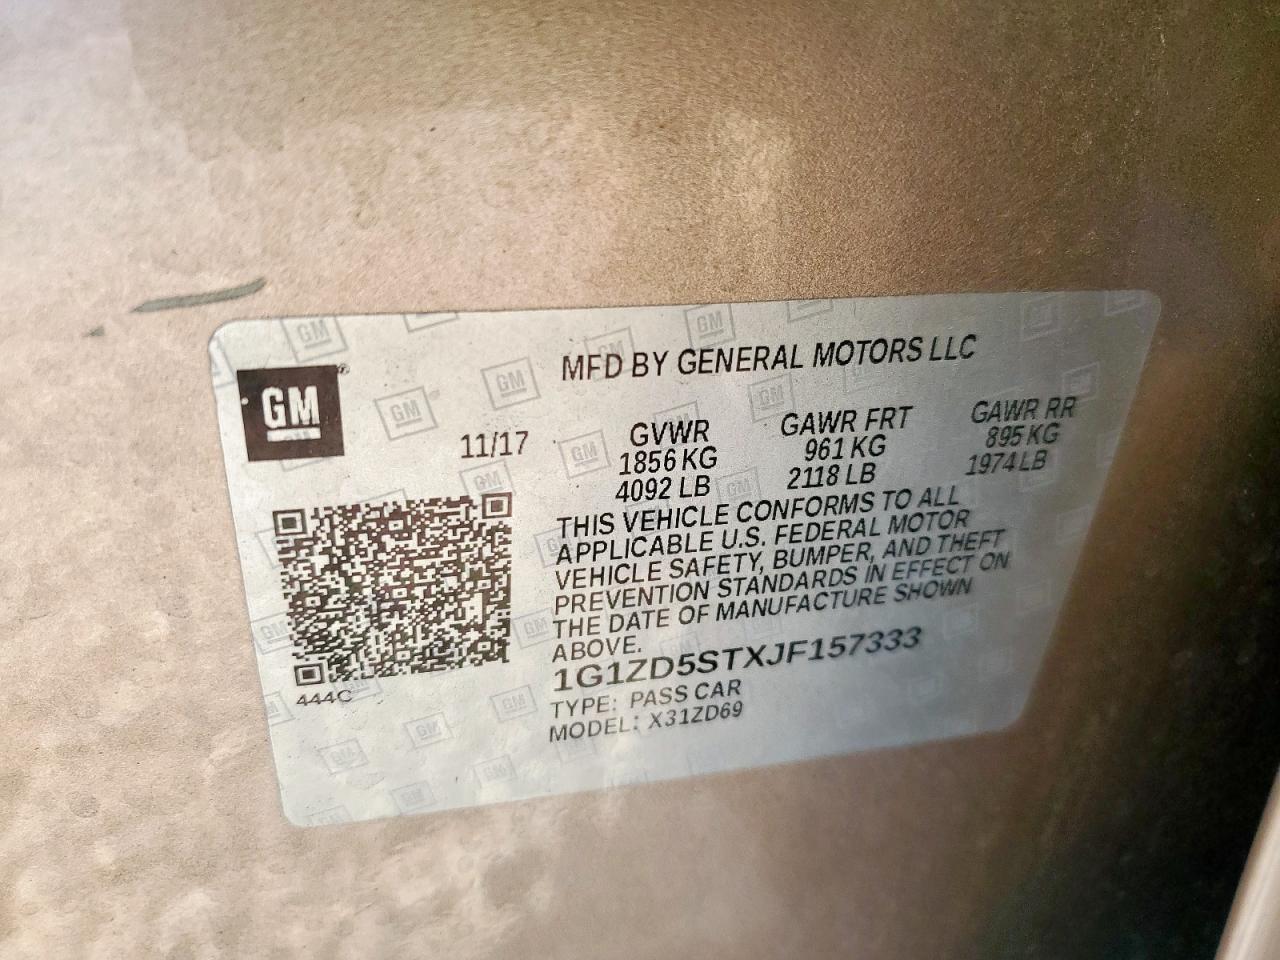 GM
MFD BY GENERAL MOTORS LLC
11/17
GVWR GAWR FRT GAWR RR
1856 KG 961 KG 895 KG
4092 LB 2118 LB 1974 LB
THIS VEHICLE CONFORMS TO ALL
APPLICABLE U.S. FEDERAL MOTOR
VEHICLE SAFETY, BUMPER, AND THEFT
PREVENTION STANDARDS IN EFFECT ON
THE DATE OF MANUFACTURE SHOWN
ABOVE.
1G1ZD5STXJF157333
TYPE: PASS CAR
MODEL: X31ZD69
444C